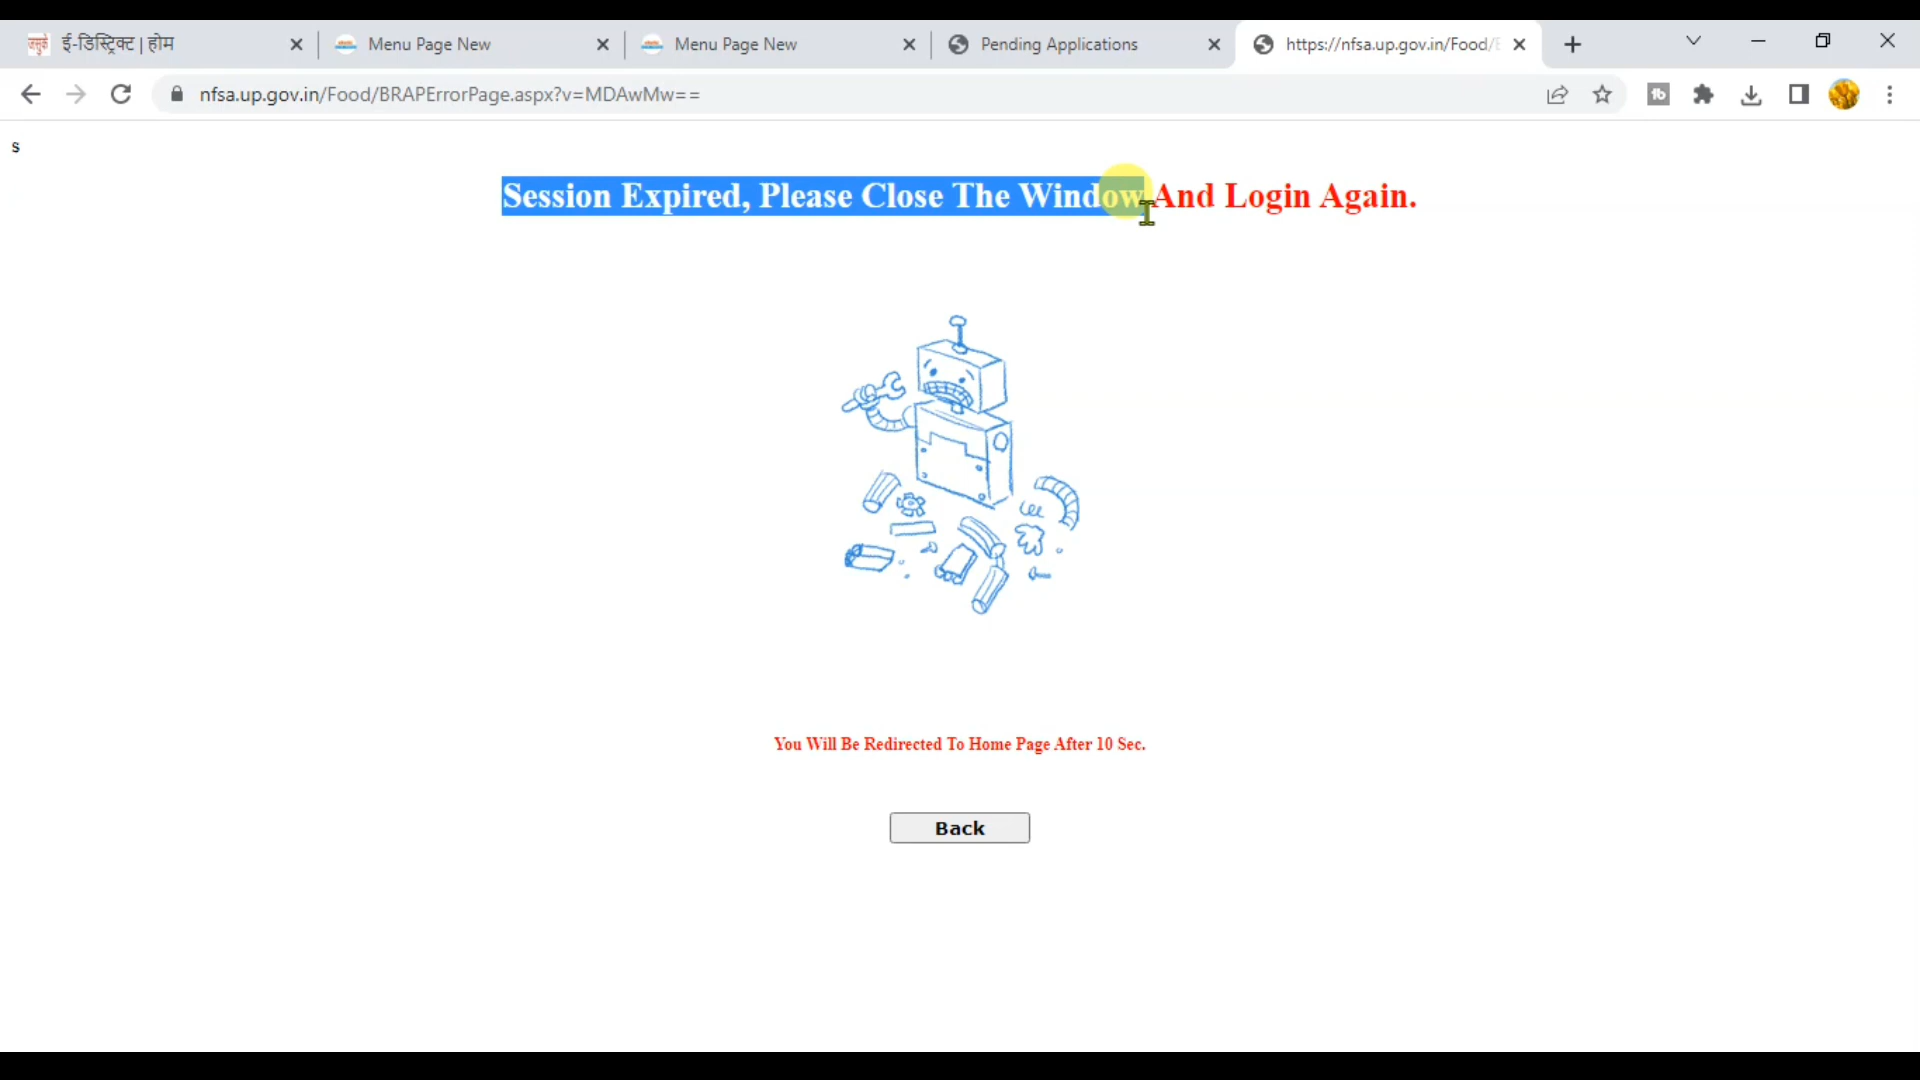 ई-डिस्ट्रिक्ट | होम
Menu Page New
Menu Page New
Pending Applications
https://nfsa.up.gov.in/Food/
nfsa.up.gov.in/Food/BRAPErrorPage.aspx?v=MDAwMw==
s
Session Expired, Please Close The Window And Login Again.
You Will Be Redirected To Home Page After 10 Sec.
Back